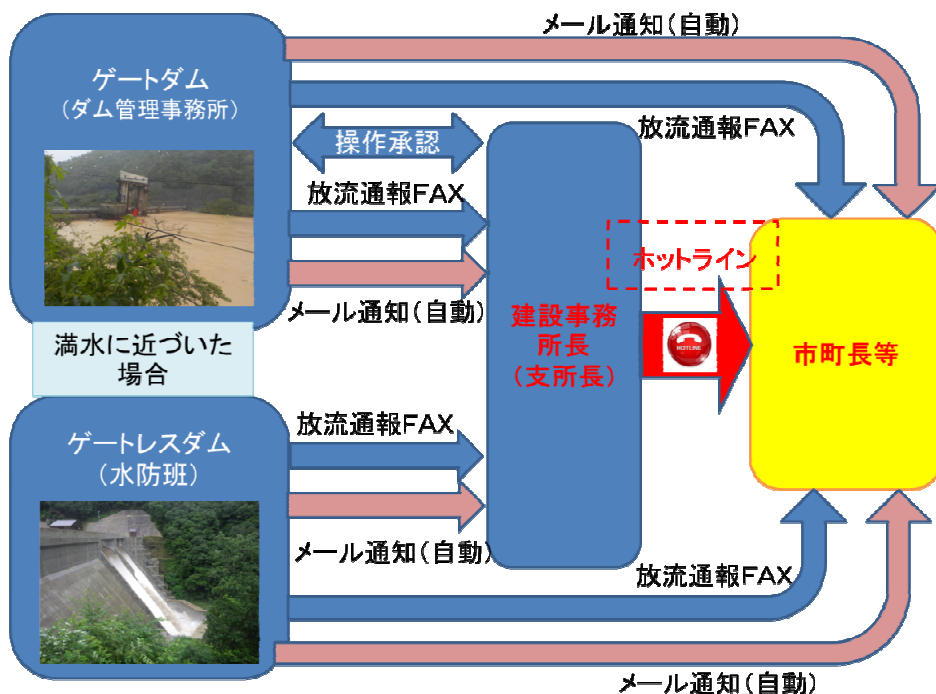 メール通知(自動)
ゲートダム
(ダム管理事務所)
放流通報FAX
操作承認
放流通報FAX
ホットライン
メール通知(自動)
建設事務
所長
(支所長)
HOTLINE
市町長等
満水に近づいた
場合
放流通報FAX
ゲートレスダム
(水防班)
メール通知(自動)
放流通報FAX
メール通知(自動)